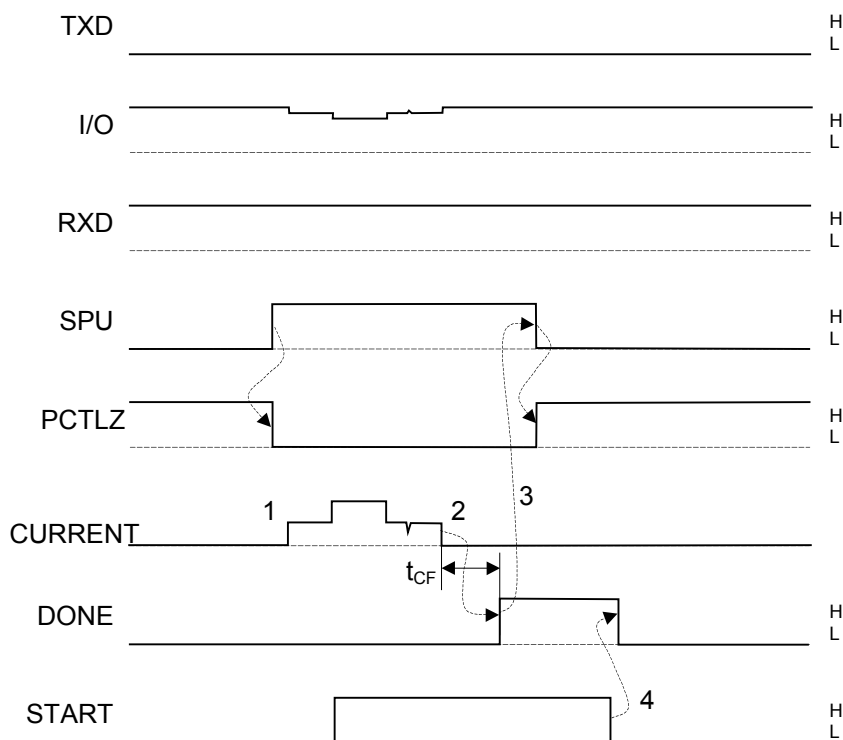 TXD H
L
I/O H
L
RXD H
L
SPU H
L
PCTLZ H
L
CURRENT 1 2 3
tCF
DONE H
L
START 4 H
L